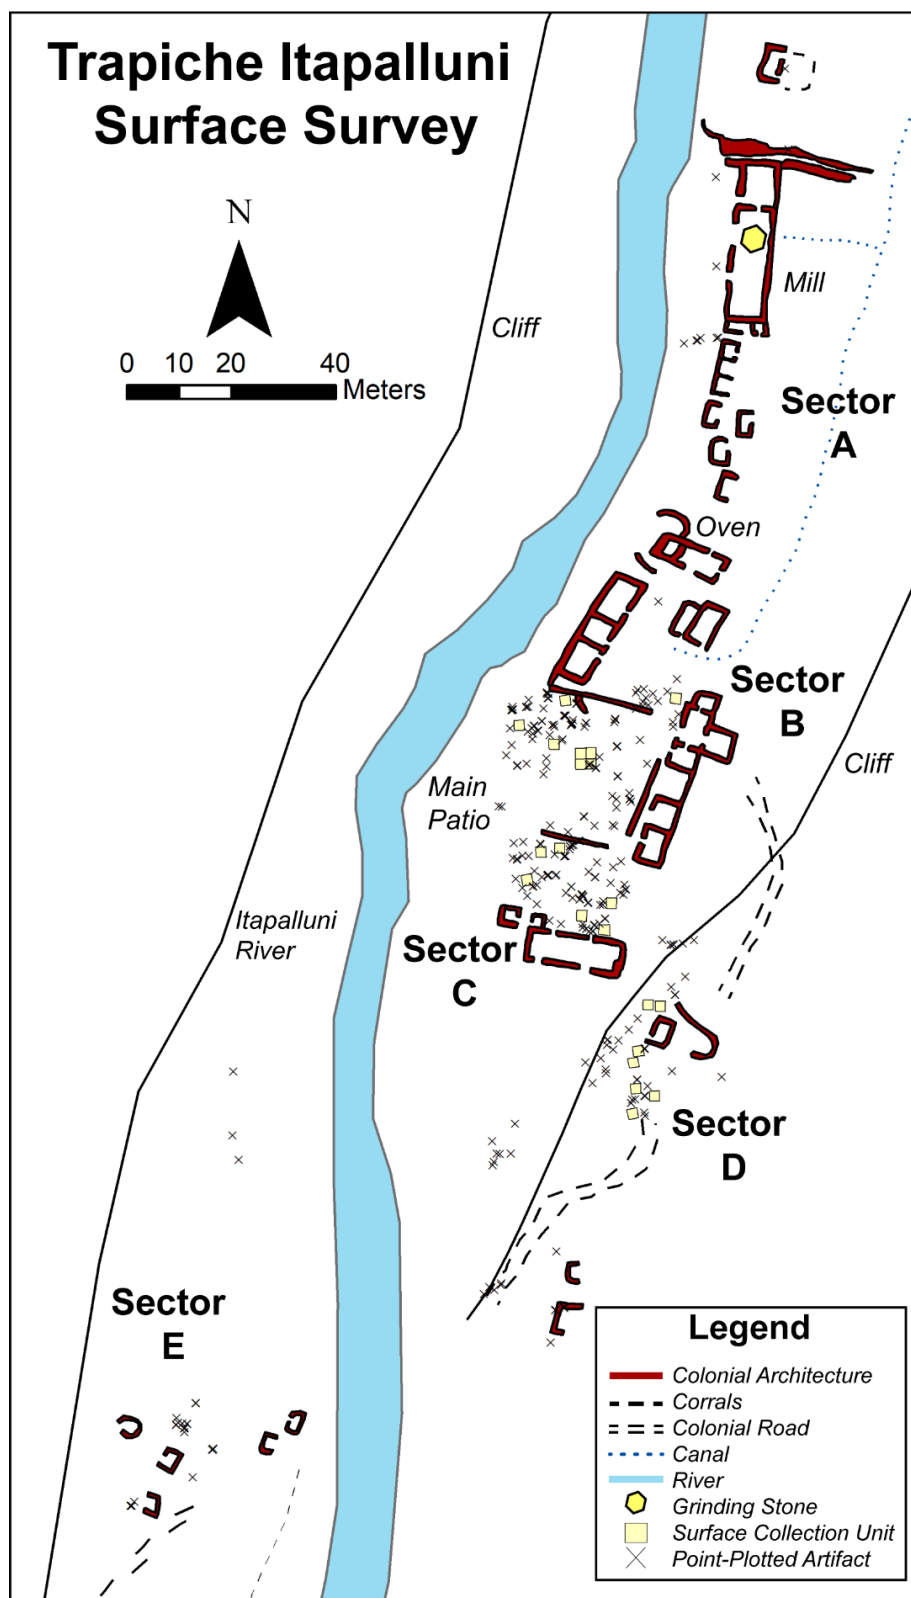 Trapiche Itapalluni
Surface Survey
N
0 10 20 40
Meters
Cliff
Mill
Sector
A
Oven
Sector
B
Cliff
Main
Patio
Itapalluni
River
Sector
C
Sector
D
Sector
E
Legend
Colonial Architecture
Corrals
Colonial Road
Canal
River
Grinding Stone
Surface Collection Unit
Point-Plotted Artifact